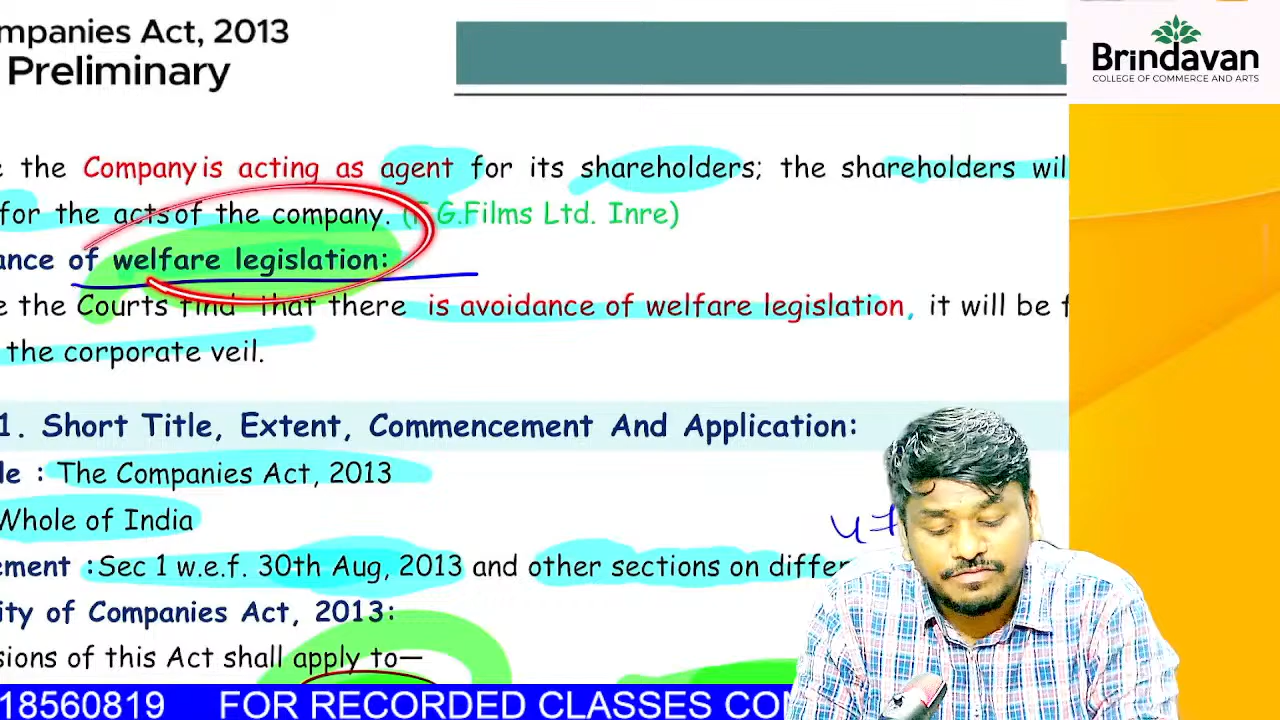 mpanies Act, 2013
Preliminary
Brindavan
COLLEGE OF COMMERCE AND ARTS
e the Company is acting as agent for its shareholders; the shareholders wil
for the acts of the company. (F.G.Films Ltd. Inre)
ance of welfare legislation:
e the Courts find that there is avoidance of welfare legislation, it will be f
the corporate veil.
1. Short Title, Extent, Commencement And Application:
le : The Companies Act, 2013
Whole of India
ement : Sec 1 w.e.f. 30th Aug, 2013 and other sections on differ
ity of Companies Act, 2013:
sions of this Act shall apply to—
18560819 FOR RECORDED CLASSES CON